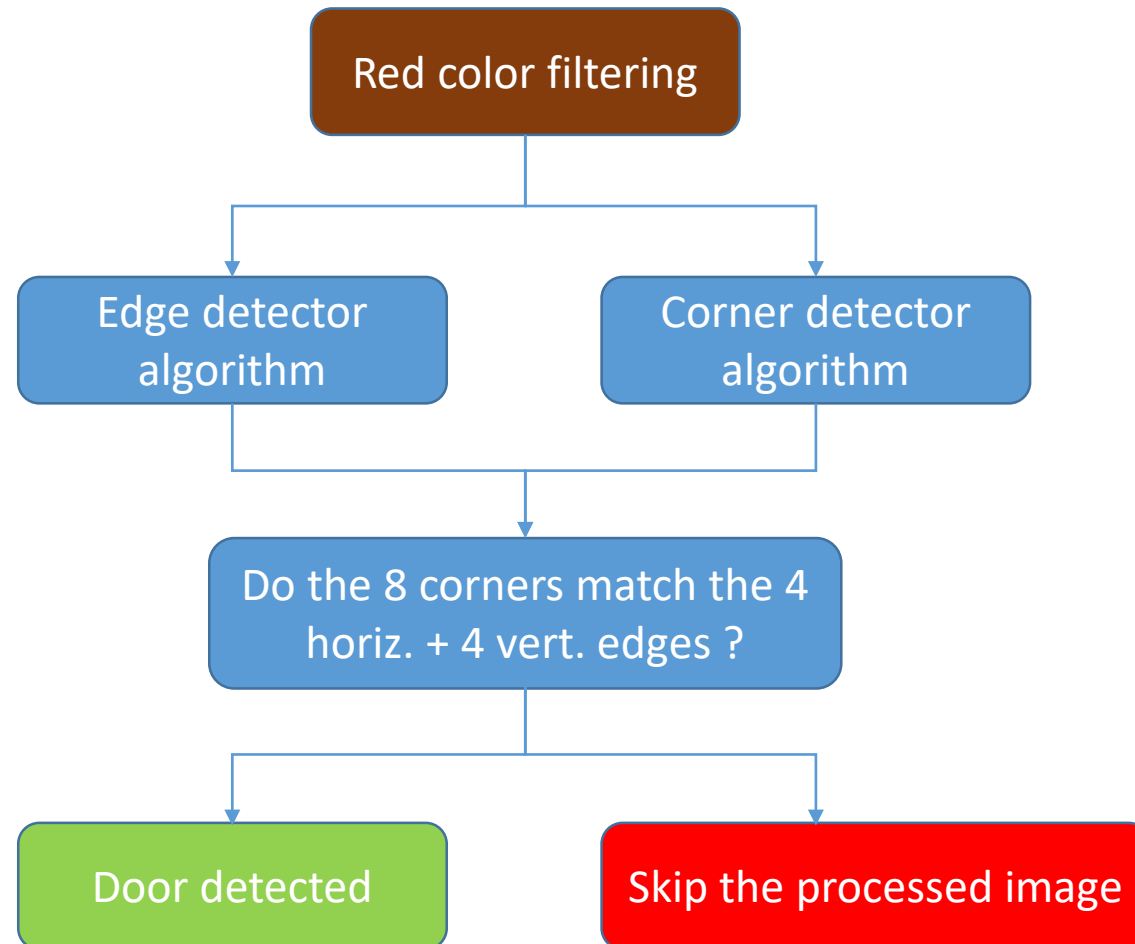 Red color filtering
Edge detector
algorithm
Corner detector
algorithm
Do the 8 corners match the 4
horiz. + 4 vert. edges ?
Door detected
Skip the processed image